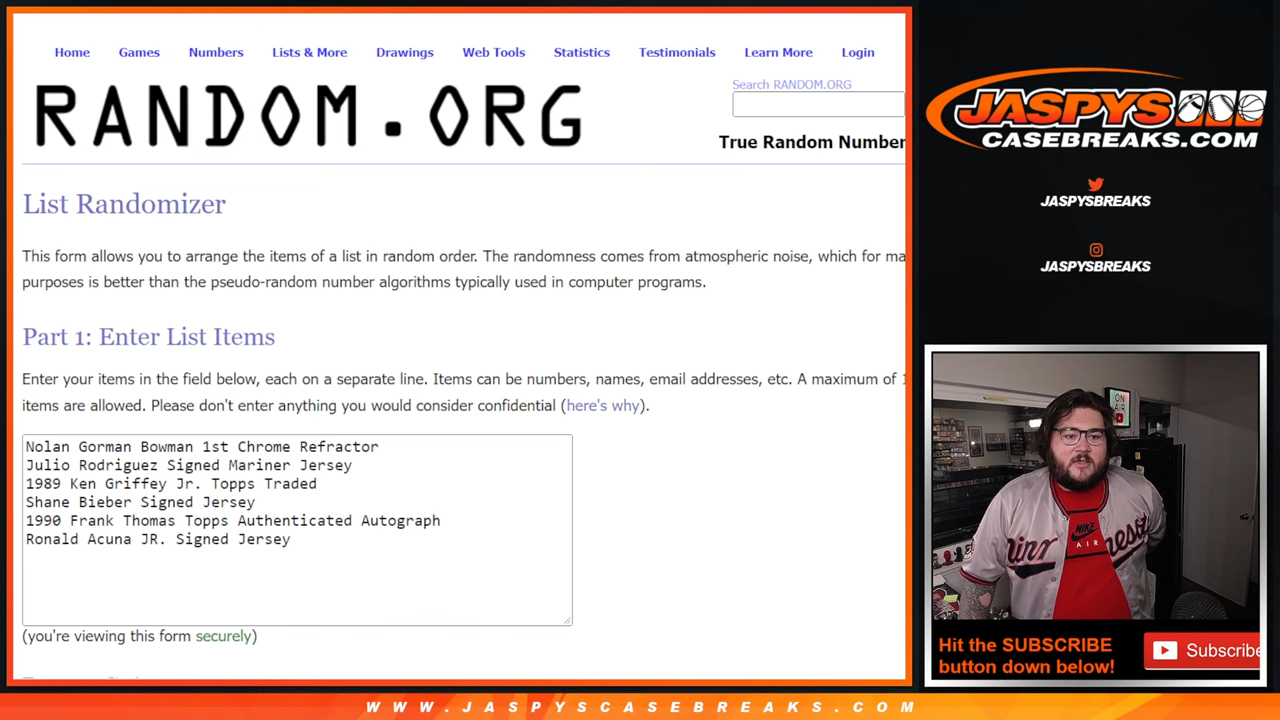 Home Games Numbers Lists & More Drawings Web Tools Statistics Testimonials Learn More Login
RANDOM.ORG
Search RANDOM.ORG
True Random Number
List Randomizer
This form allows you to arrange the items of a list in random order. The randomness comes from atmospheric noise, which for ma
purposes is better than the pseudo-random number algorithms typically used in computer programs.
Part 1: Enter List Items
Enter your items in the field below, each on a separate line. Items can be numbers, names, email addresses, etc. A maximum of 1
items are allowed. Please don't enter anything you would consider confidential (here's why).
Nolan Gorman Bowman 1st Chrome Refractor
Julio Rodriguez Signed Mariner Jersey
1989 Ken Griffey Jr. Topps Traded
Shane Bieber Signed Jersey
1990 Frank Thomas Topps Authenticated Autograph
Ronald Acuna JR. Signed Jersey
(you're viewing this form securely)
JASPYS
CASEBREAKS.COM
JASPYSBREAKS
JASPYSBREAKS
ON
AIR
NIKE
AIR
Hit the SUBSCRIBE
button down below!
Subscribe
WWW.JASPYSCASEBREAKS.COM